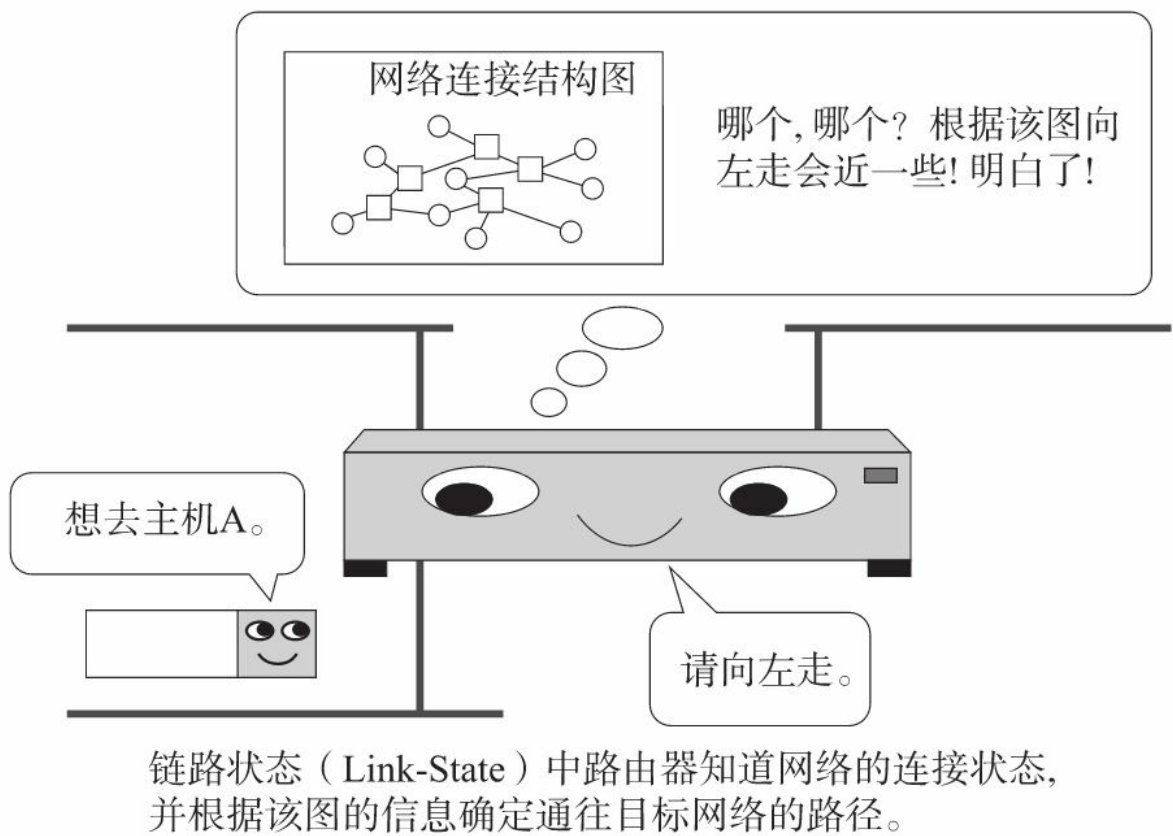 网络连接结构图
哪个, 哪个？根据该图向
左走会近一些! 明白了!
想去主机A。
请向左走。
链路状态（Link-State）中路由器知道网络的连接状态,
并根据该图的信息确定通往目标网络的路径。